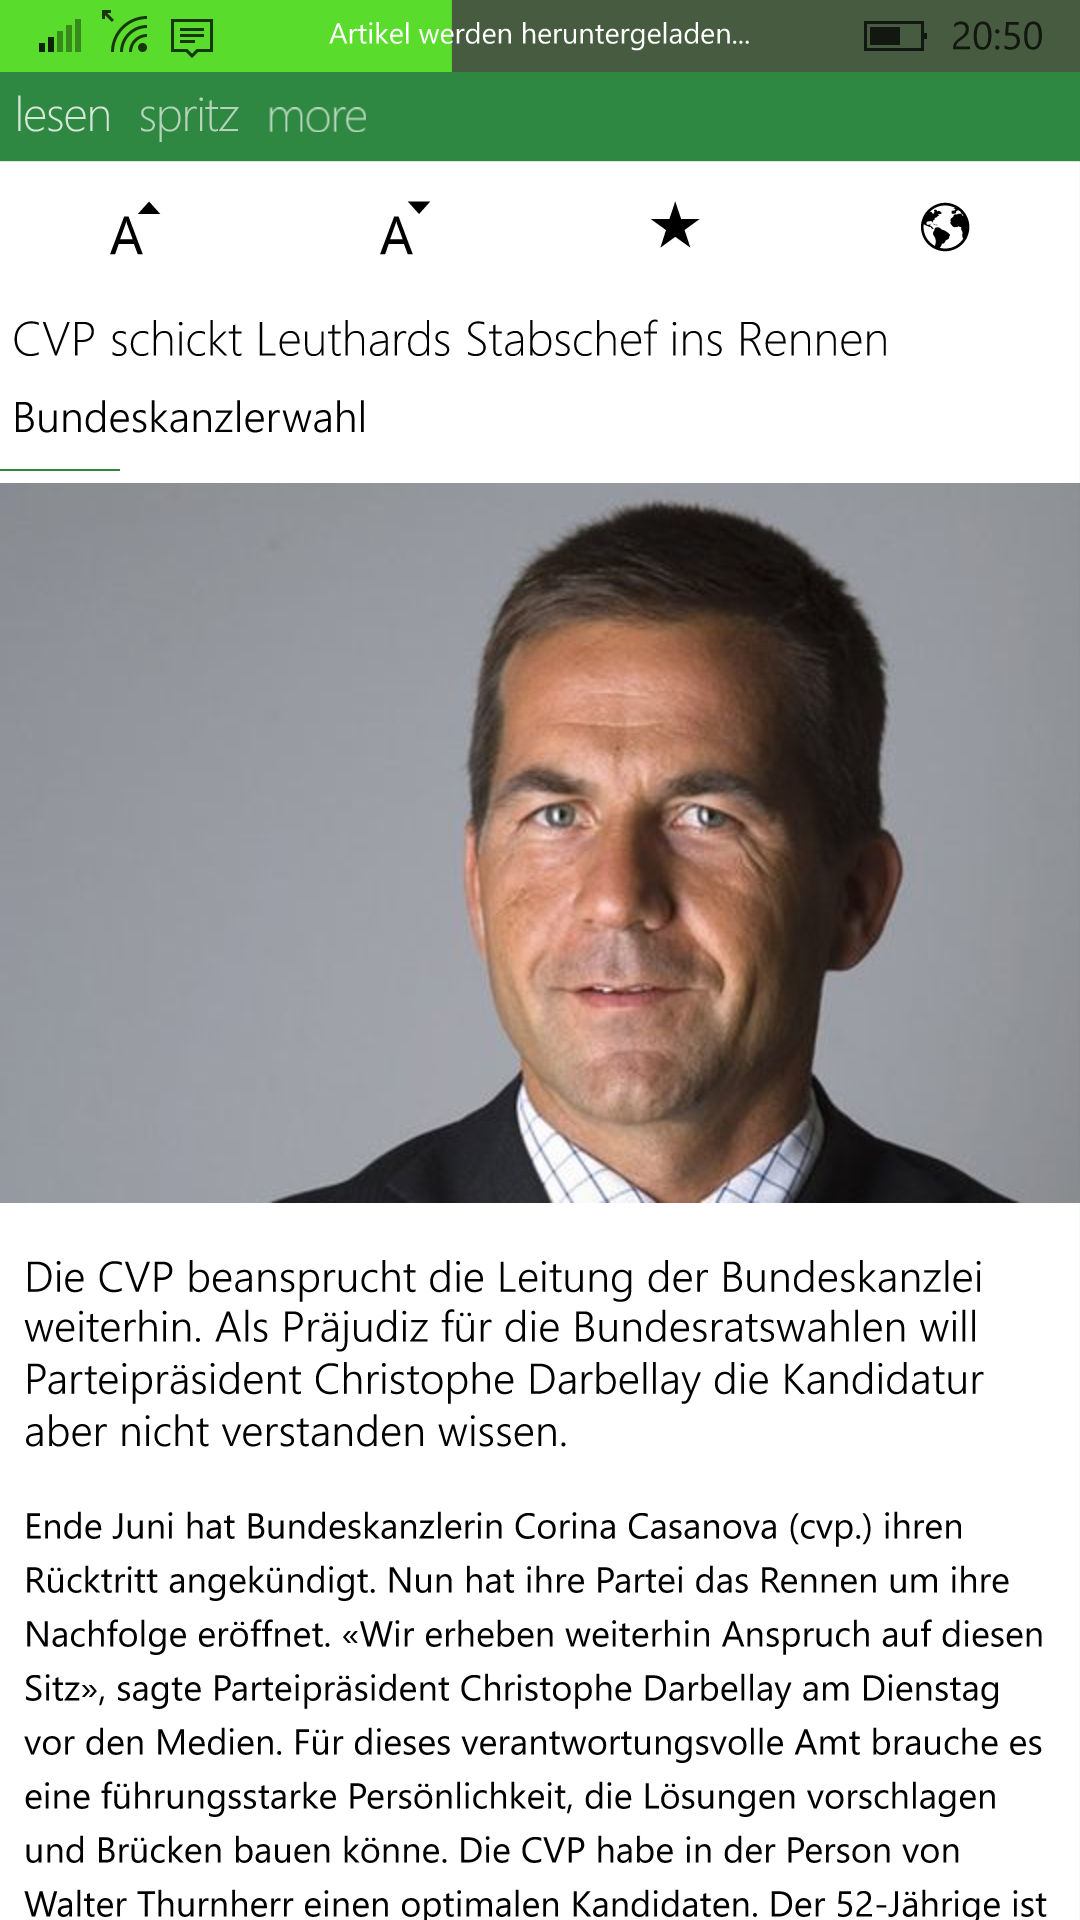 Artikel werden heruntergeladen...
20:50
lesen spritz more
A A
CVP schickt Leuthards Stabschef ins Rennen
Bundeskanzlerwahl
Die CVP beansprucht die Leitung der Bundeskanzlei
weiterhin. Als Präjudiz für die Bundesratswahlen will
Parteipräsident Christophe Darbellay die Kandidatur
aber nicht verstanden wissen.
Ende Juni hat Bundeskanzlerin Corina Casanova (cvp.) ihren
Rücktritt angekündigt. Nun hat ihre Partei das Rennen um ihre
Nachfolge eröffnet. «Wir erheben weiterhin Anspruch auf diesen
Sitz», sagte Parteipräsident Christophe Darbellay am Dienstag
vor den Medien. Für dieses verantwortungsvolle Amt brauche es
eine führungsstarke Persönlichkeit, die Lösungen vorschlagen
und Brücken bauen könne. Die CVP habe in der Person von
Walter Thurnherr einen optimalen Kandidaten. Der 52-Jährige ist